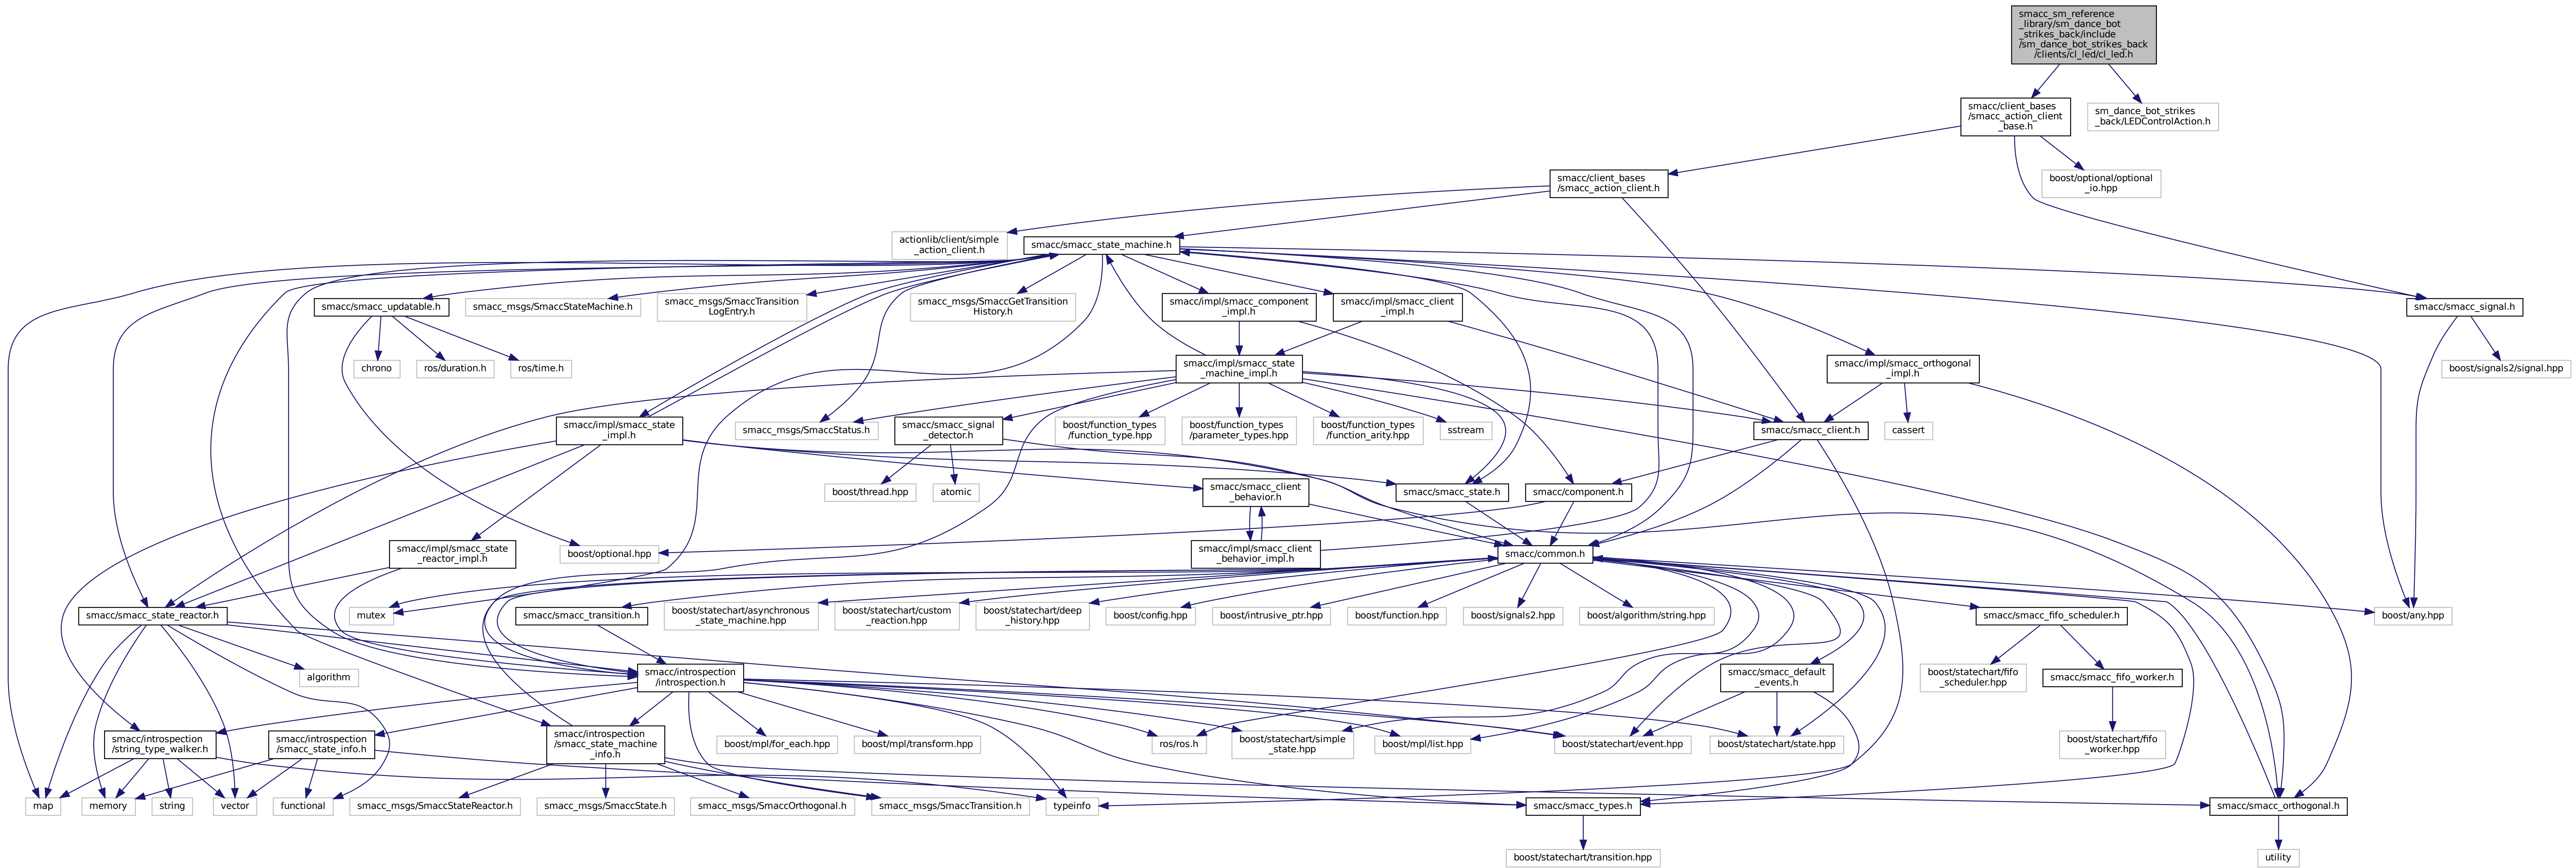 smacc_sm_reference
_library/sm_dance_bot
_strikes_back/include
/sm_dance_bot_strikes_back
/clients/cl_led/cl_led.h
smacc/client_bases
/smacc_action_client
_base.h
sm_dance_bot_strikes
_back/LEDControlAction.h
smacc/client_bases
/smacc_action_client.h
boost/optional/optional
_io.hpp
actionlib/client/simple
_action_client.h
smacc/smacc_state_machine.h
smacc/smacc_updatable.h
smacc_msgs/SmaccStateMachine.h
smacc_msgs/SmaccTransition
LogEntry.h
smacc_msgs/SmaccGetTransition
History.h
smacc/impl/smacc_component
_impl.h
smacc/impl/smacc_client
_impl.h
smacc/smacc_signal.h
chrono
ros/duration.h
ros/time.h
smacc/impl/smacc_state
_machine_impl.h
smacc/impl/smacc_orthogonal
_impl.h
boost/signals2/signal.hpp
smacc/impl/smacc_state
_impl.h
smacc_msgs/SmaccStatus.h
smacc/smacc_signal
_detector.h
boost/function_types
/function_type.hpp
boost/function_types
/parameter_types.hpp
boost/function_types
/function_arity.hpp
sstream
smacc/smacc_client.h
cassert
boost/thread.hpp
atomic
smacc/smacc_client
_behavior.h
smacc/smacc_state.h
smacc/component.h
smacc/impl/smacc_state
_reactor_impl.h
boost/optional.hpp
smacc/impl/smacc_client
_behavior_impl.h
smacc/common.h
smacc/smacc_state_reactor.h
mutex
smacc/smacc_transition.h
boost/statechart/asynchronous
_state_machine.hpp
boost/statechart/custom
_reaction.hpp
boost/statechart/deep
_history.hpp
boost/config.hpp
boost/intrusive_ptr.hpp
boost/function.hpp
boost/signals2.hpp
boost/algorithm/string.hpp
smacc/smacc_fifo_scheduler.h
boost/any.hpp
algorithm
smacc/introspection
/introspection.h
smacc/smacc_default
_events.h
boost/statechart/fifo
_scheduler.hpp
smacc/smacc_fifo_worker.h
smacc/introspection
/string_type_walker.h
smacc/introspection
/smacc_state_info.h
smacc/introspection
/smacc_state_machine
_info.h
boost/mpl/for_each.hpp
boost/mpl/transform.hpp
ros/ros.h
boost/statechart/simple
_state.hpp
boost/mpl/list.hpp
boost/statechart/event.hpp
boost/statechart/state.hpp
boost/statechart/fifo
_worker.hpp
map
memory
string
vector
functional
smacc_msgs/SmaccStateReactor.h
smacc_msgs/SmaccState.h
smacc_msgs/SmaccOrthogonal.h
smacc_msgs/SmaccTransition.h
typeinfo
smacc/smacc_types.h
smacc/smacc_orthogonal.h
boost/statechart/transition.hpp
utility